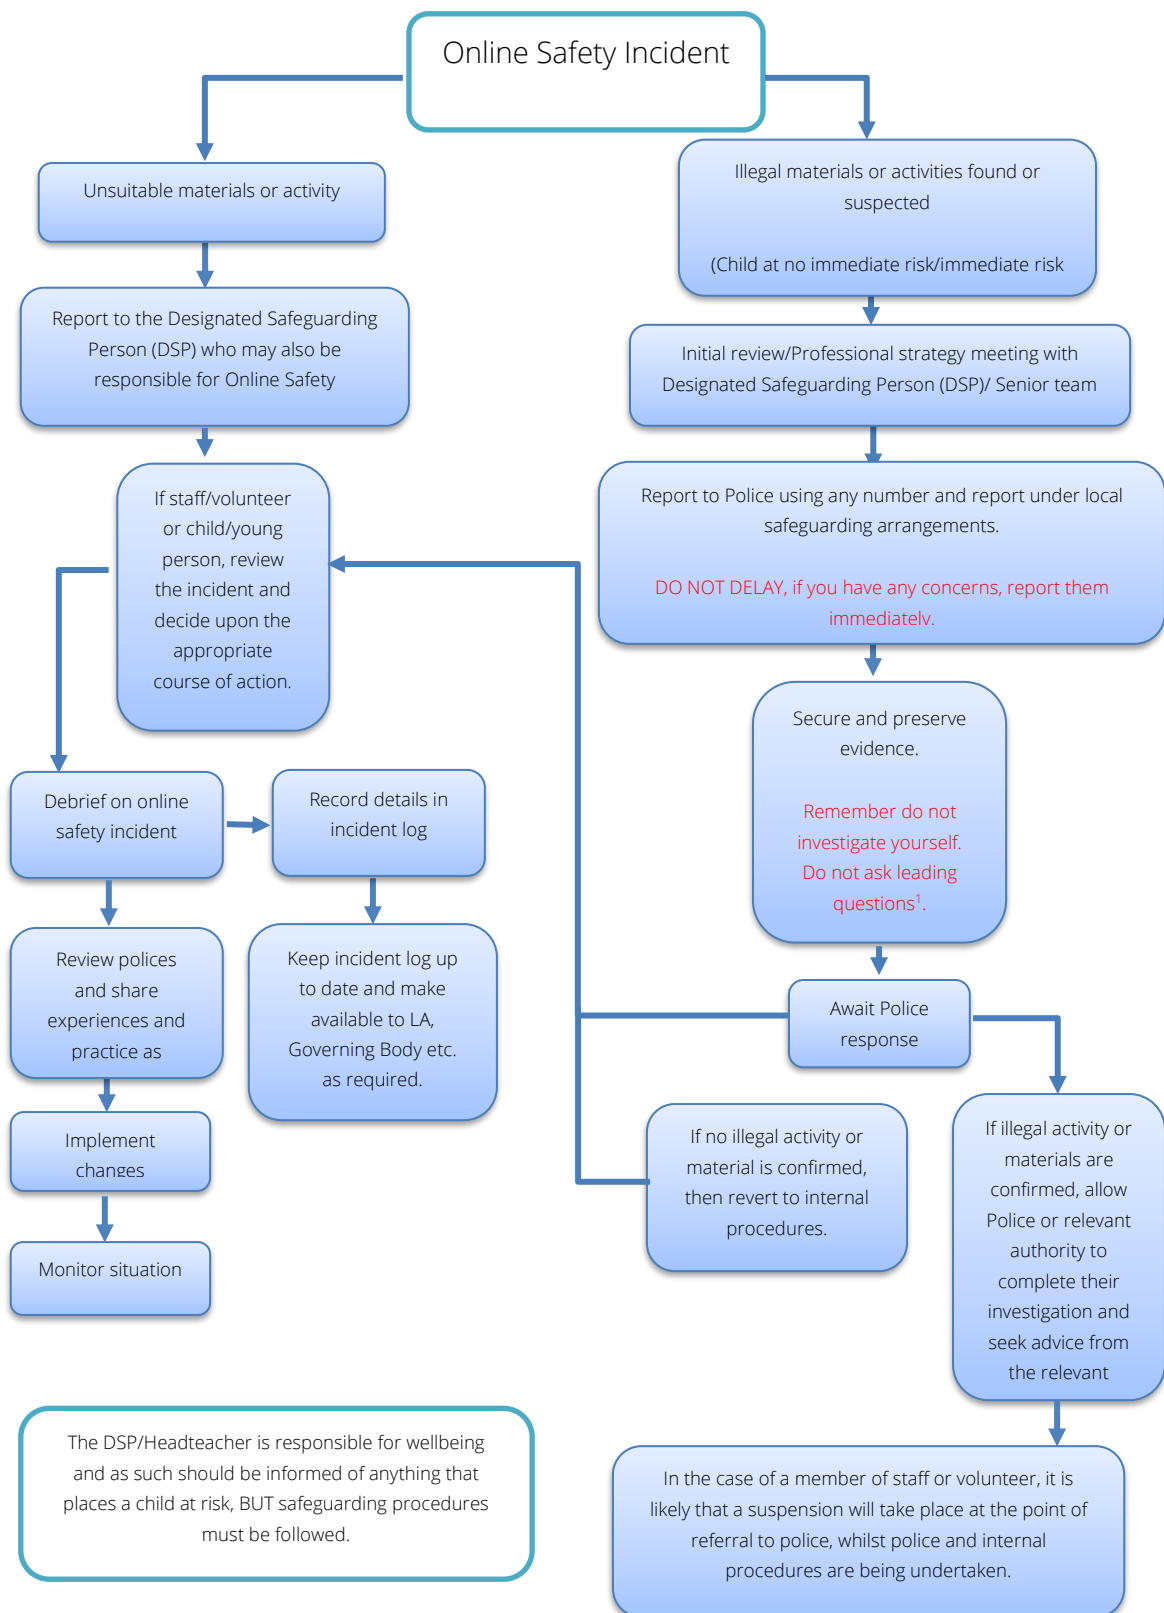 Online Safety Incident
Unsuitable materials or activity
Report to the Designated Safeguarding
Person (DSP) who may also be
responsible for Online Safety
If staff/volunteer
or child/young
person, review
the incident and
decide upon the
appropriate
course of action.
Debrief on online
safety incident
Record details in
incident log
Review polices
and share
experiences and
practice as
Keep incident log up
to date and make
available to LA,
Governing Body etc.
as required.
Implement
changes
Monitor situation
Illegal materials or activities found or
suspected
(Child at no immediate risk/immediate risk
Initial review/Professional strategy meeting with
Designated Safeguarding Person (DSP)/ Senior team
Report to Police using any number and report under local
safeguarding arrangements.
DO NOT DELAY, if you have any concerns, report them
immediately.
Secure and preserve
evidence.
Remember do not
investigate yourself.
Do not ask leading
questions¹.
Await Police
response
If no illegal activity or
material is confirmed,
then revert to internal
procedures.
If illegal activity or
materials are
confirmed, allow
Police or relevant
authority to
complete their
investigation and
seek advice from
the relevant
In the case of a member of staff or volunteer, it is
likely that a suspension will take place at the point of
referral to police, whilst police and internal
procedures are being undertaken.
The DSP/Headteacher is responsible for wellbeing
and as such should be informed of anything that
places a child at risk, BUT safeguarding procedures
must be followed.